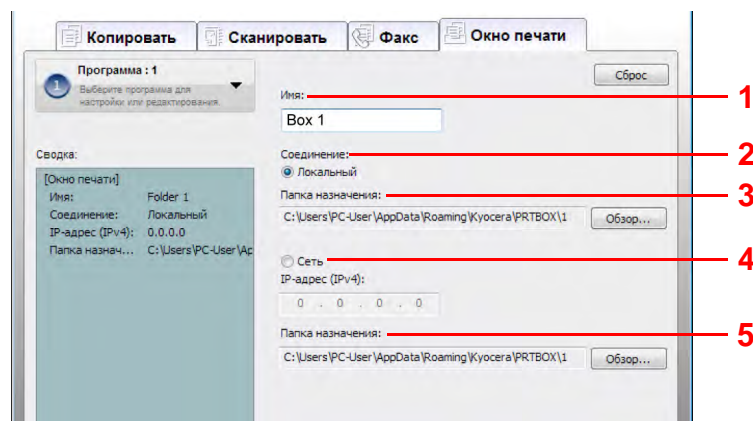 Копировать
Сканировать
Факс
Окно печати
1
Программа : 1
Выберите программа для
настройки или редактирования.
Сброс
Имя:
1
Box 1
Сводка:
Соединение:
2
Локальный
[Окно печати]
Имя: Folder 1
Соединение: Локальный
IP-адрес (IPv4): 0.0.0.0
Папка назнач... C:\Users\PC-User\Ap
Папка назначения:
3
C:\Users\PC-User\AppData\Roaming\Kyocera\PRTBOX\1
Обзор...
Сеть
4
IP-адрес (IPv4):
0 . 0 . 0 . 0
Папка назначения:
5
C:\Users\PC-User\AppData\Roaming\Kyocera\PRTBOX\1
Обзор...